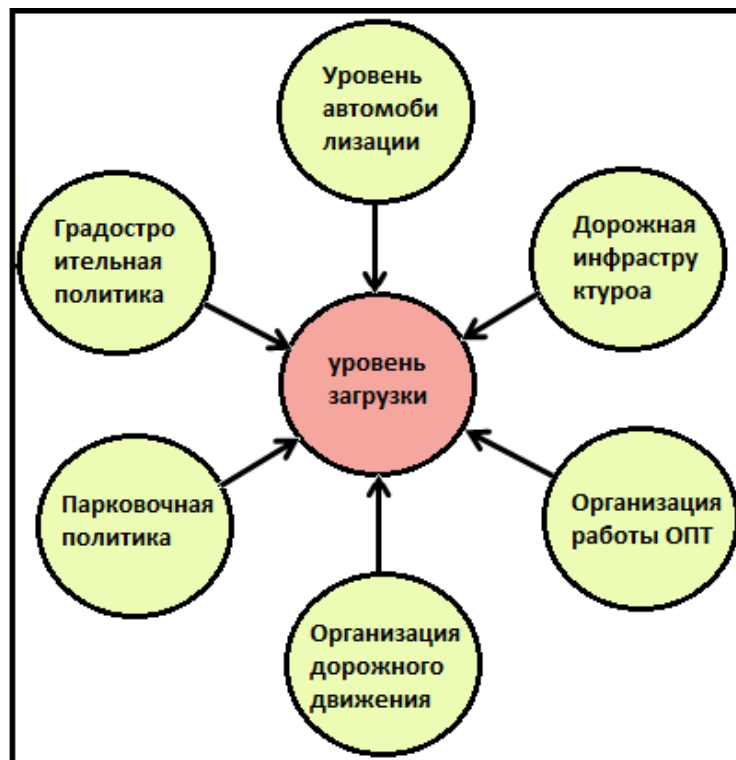 Уровень
автомоби
лизации
Градостро
ительная
политика
Дорожная
инфрастру
ктуроа
уровень
загрузки
Парковочная
политика
Организация
работы ОПТ
Организация
дорожного
движения